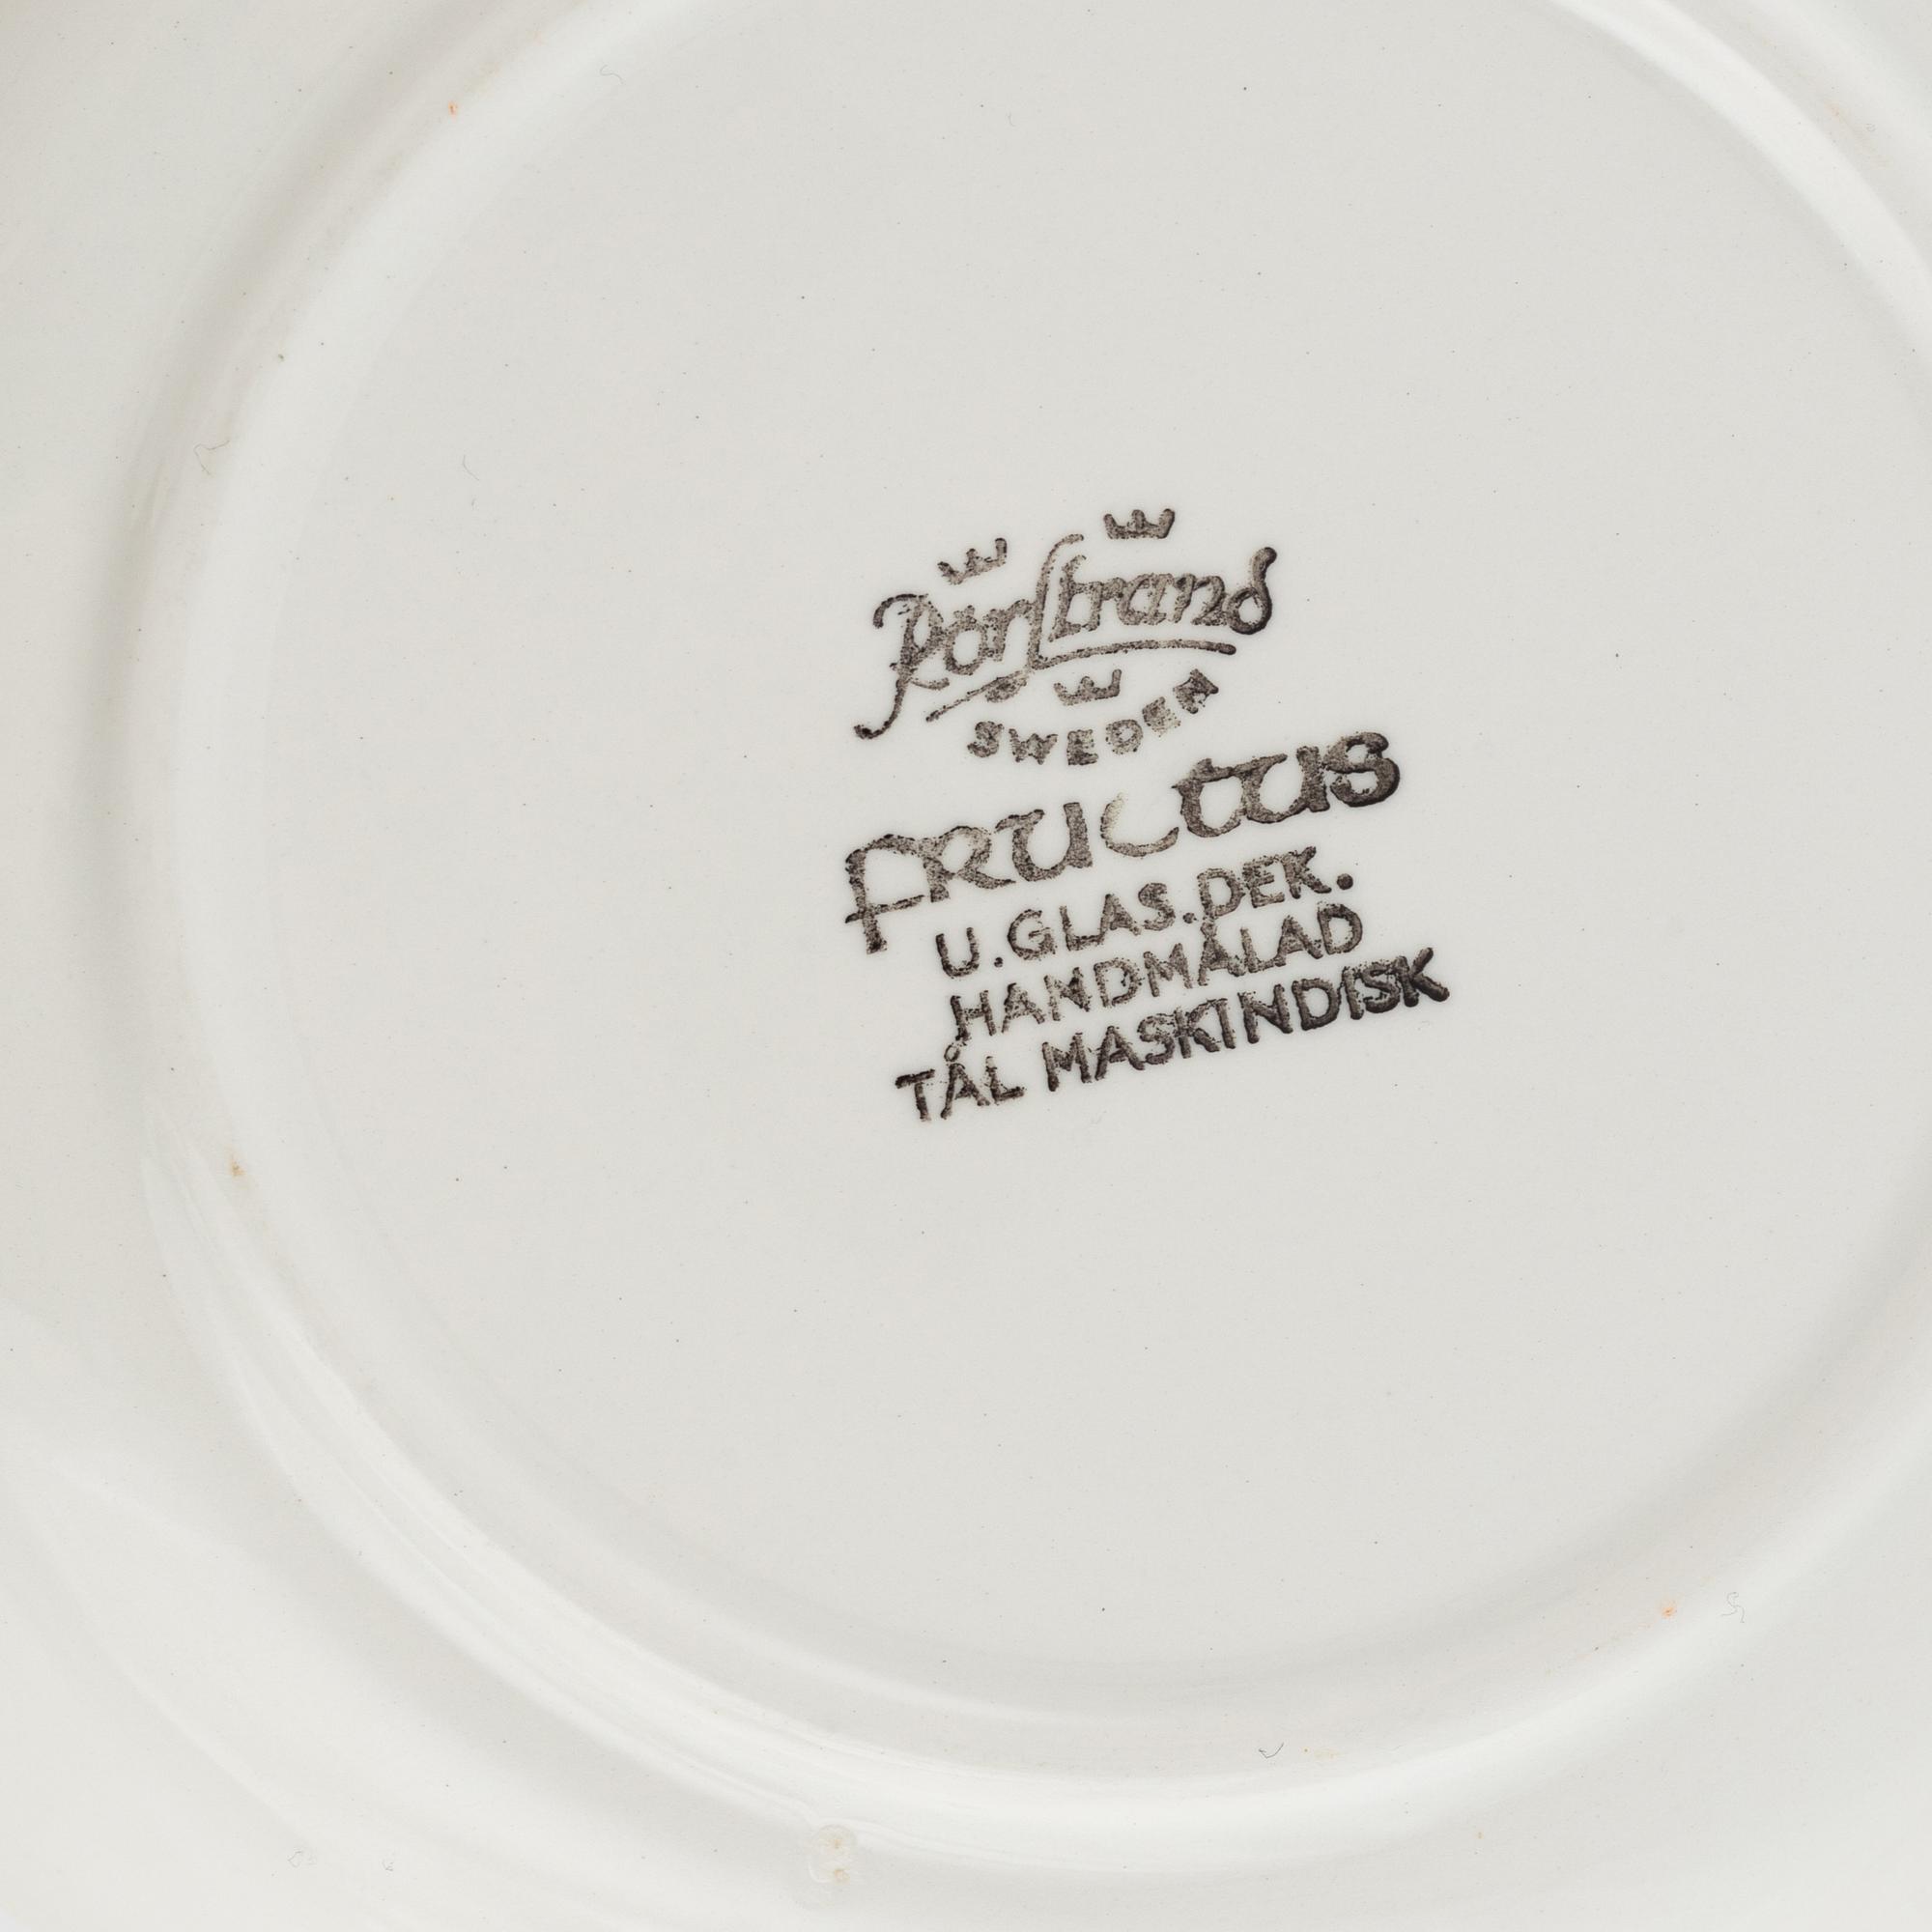 Rörstrand
SWEDEN
FRUCTUS
U.GLAS.DEK.
HANDMÅLAD
TÅL MASKINDISK